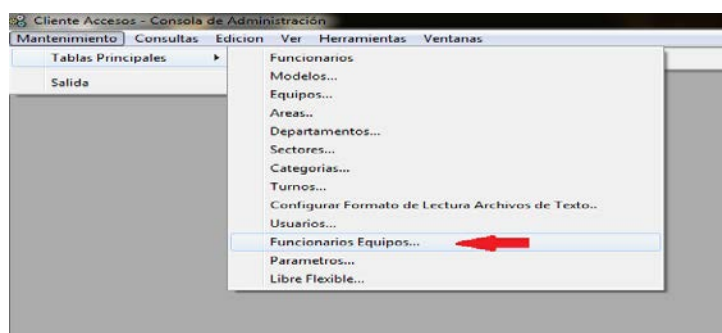 Cliente Accesos - Consola de Administración
Mantenimiento Consultas Edicion Ver Herramientas Ventanas
Tablas Principales
Salida
Funcionarios
Modelos...
Equipos...
Areas..
Departamentos...
Sectores...
Categorias...
Turnos...
Configurar Formato de Lectura Archivos de Texto..
Usuarios...
Funcionarios Equipos...
Parametros...
Libre Flexible...